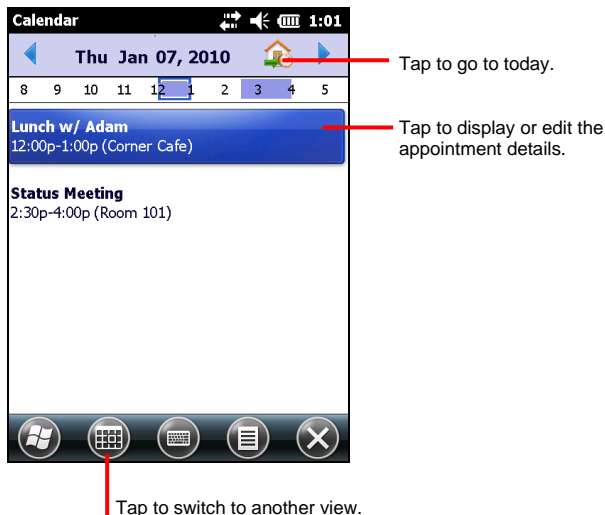 Calendar 1:01
Thu Jan 07, 2010
Tap to go to today.
8 9 10 11 12 1 2 3 4 5
Lunch w/ Adam
12:00p-1:00p (Corner Cafe)
Tap to display or edit the
appointment details.
Status Meeting
2:30p-4:00p (Room 101)
Tap to switch to another view.